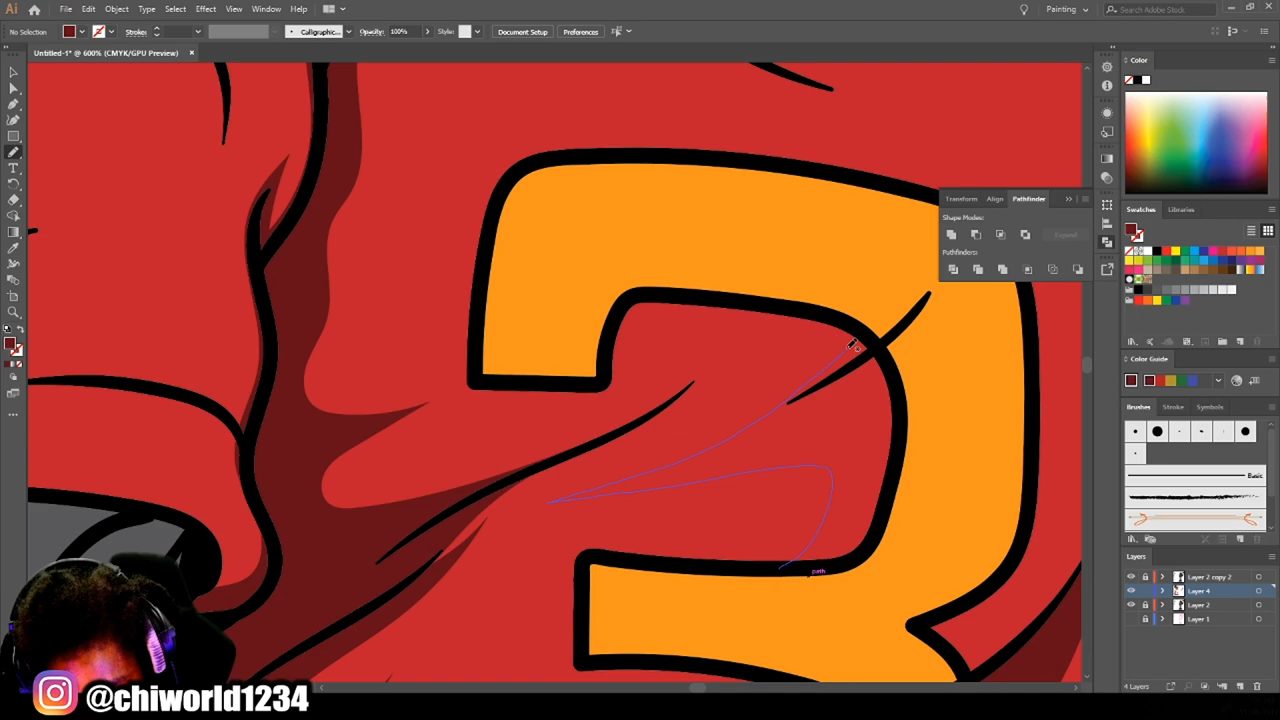 Ai File Edit Object Type Select Effect View Window Help Painting Search Adobe Stock
No Selection Stroke: Calligraphic... Opacity: 100% Style: Document Setup Preferences
Untitled-1* @ 600% (CMYK/GPU Preview)
Color
Transform Align Pathfinder
Shape Modes:
Expand
Pathfinders:
Swatches Libraries
Color Guide
Brushes Stroke Symbols
Basic
Layers
Layer 2 copy 2
Layer 4
Layer 2
Layer 1
4 Layers
path
@chiworld1234